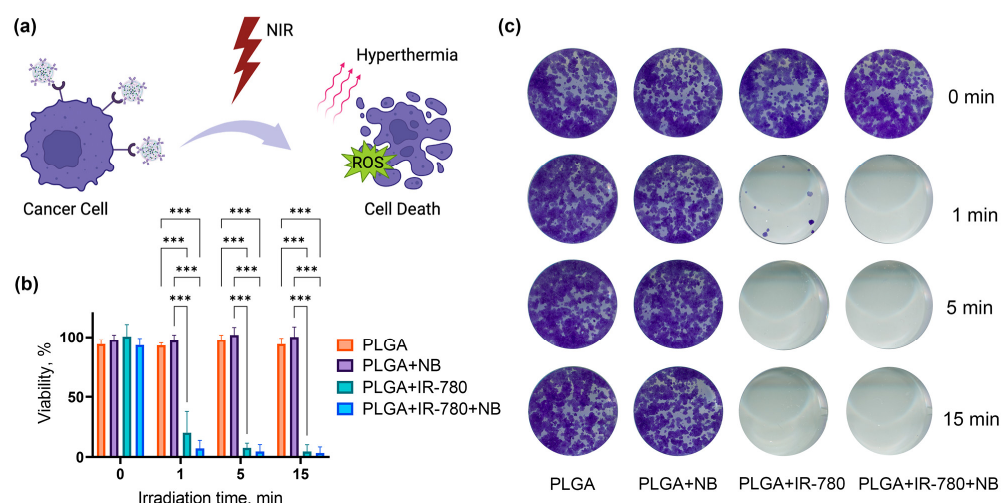 (a)
NIR
Hyperthermia
ROS
Cancer Cell
Cell Death
(b)
*** *** ***
*** *** ***
*** *** ***
*** *** ***
Viability, %
100
50
0
0 1 5 15
Irradiation time, min
PLGA
PLGA+NB
PLGA+IR-780
PLGA+IR-780+NB
(c)
0 min
1 min
5 min
15 min
PLGA PLGA+NB PLGA+IR-780 PLGA+IR-780+NB